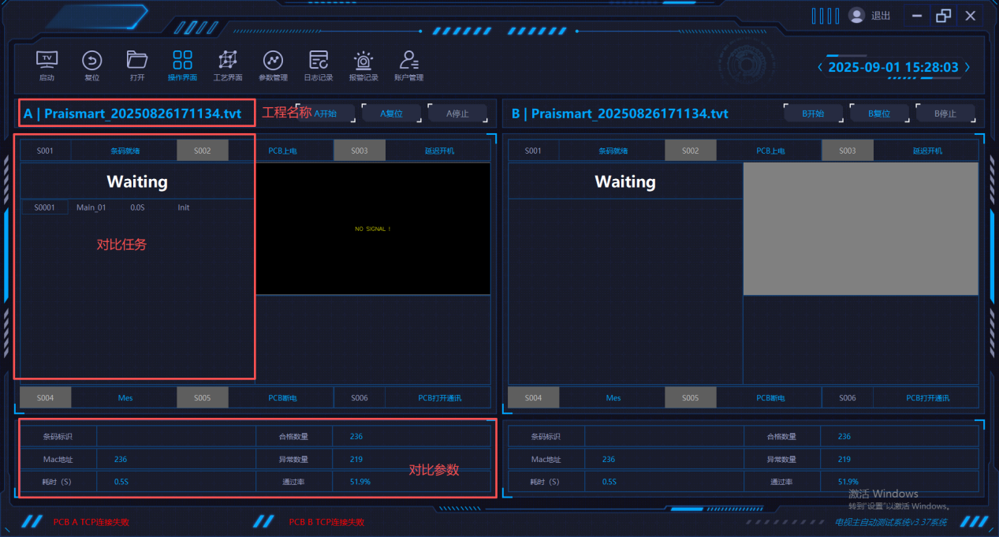 退出
TV
启动 复位 打开 操作界面 工艺界面 参数管理 日志记录 报警记录 账户管理
2025-09-01 15:28:03
A | Praismart_20250826171134.tvt 工程名称 A开始 A复位 A停止
B | Praismart_20250826171134.tvt B开始 B复位 B停止
S001 条码就绪 S002 PCB上电 S003 延迟开机
S001 条码就绪 S002 PCB上电 S003 延迟开机
Waiting
Waiting
S0001 Main_01 0.0S Init
NO SIGNAL !
对比任务
S004 Mes S005 PCB断电 S006 PCB打开通讯
S004 Mes S005 PCB断电 S006 PCB打开通讯
条码标识 合格数量 236
Mac地址 236 异常数量 219
耗时（S） 0.5S 通过率 51.9%
对比参数
条码标识 合格数量 236
Mac地址 236 异常数量 219
耗时（S） 0.5S 通过率 51.9%
激活 Windows
转到“设置”以激活 Windows。
PCB A TCP连接失败 PCB B TCP连接失败 电视主自动测试系统v3.37系统